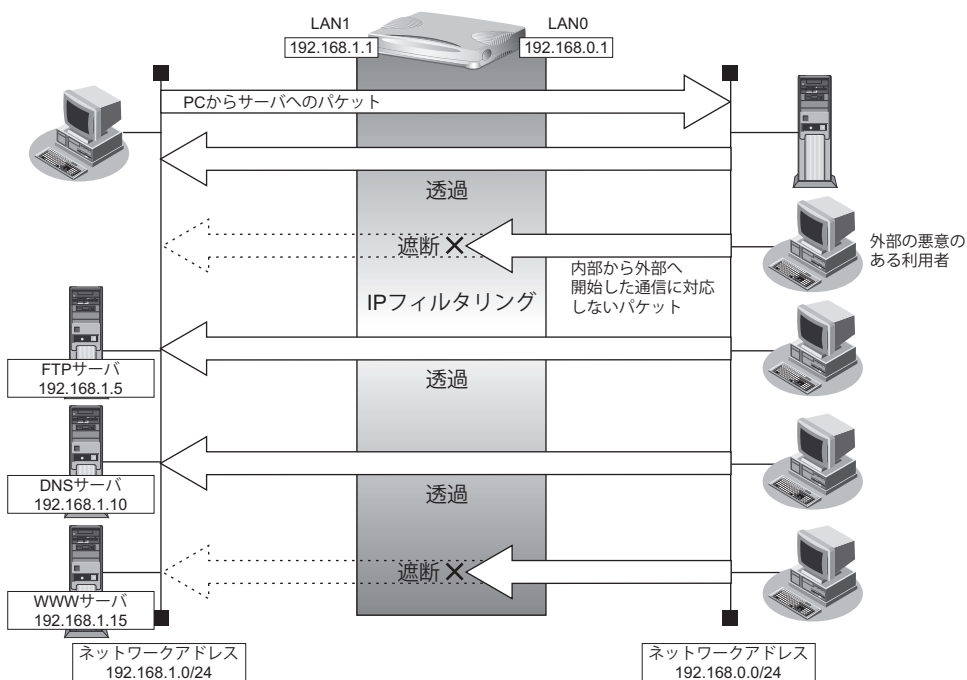 LAN1
192.168.1.1
LAN0
192.168.0.1
PCからサーバへのパケット
透過
遮断 ×
外部の悪意の
ある利用者
内部から外部へ
開始した通信に対応
しないパケット
IPフィルタリング
FTPサーバ
192.168.1.5
透過
DNSサーバ
192.168.1.10
透過
遮断 ×
WWWサーバ
192.168.1.15
ネットワークアドレス
192.168.1.0/24
ネットワークアドレス
192.168.0.0/24